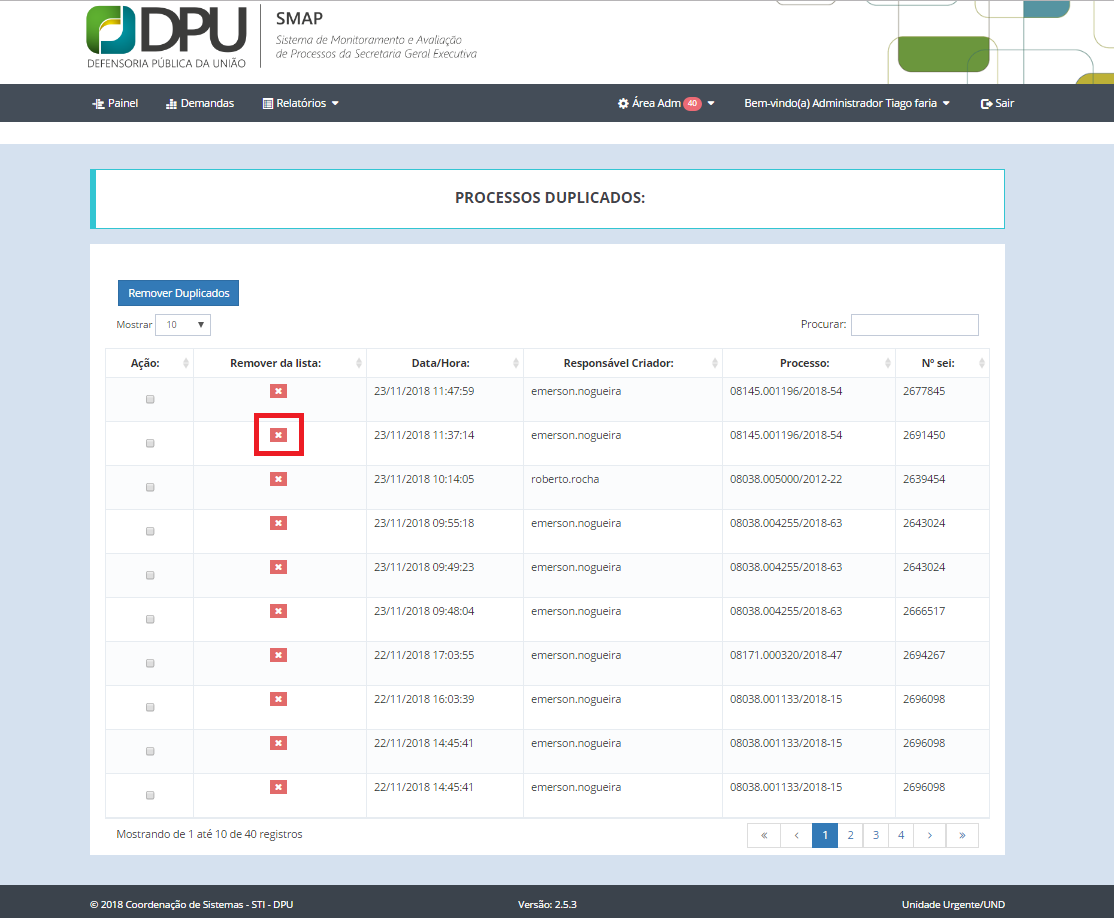 DPU
DEFENSORIA PÚBLICA DA UNIÃO
SMAP
Sistema de Monitoramento e Avaliação
de Processos da Secretaria Geral Executiva
Painel Demandas Relatórios Área Adm 40 Bem-vindo(a) Administrador Tiago faria Sair
PROCESSOS DUPLICADOS:
Remover Duplicados
Mostrar 10 Procurar:
Ação: Remover da lista: Data/Hora: Responsável Criador: Processo: Nº sei:
23/11/2018 11:47:59 emerson.nogueira 08145.001196/2018-54 2677845
23/11/2018 11:37:14 emerson.nogueira 08145.001196/2018-54 2691450
23/11/2018 10:14:05 roberto.rocha 08038.005000/2012-22 2639454
23/11/2018 09:55:18 emerson.nogueira 08038.004255/2018-63 2643024
23/11/2018 09:49:23 emerson.nogueira 08038.004255/2018-63 2643024
23/11/2018 09:48:04 emerson.nogueira 08038.004255/2018-63 2666517
22/11/2018 17:03:55 emerson.nogueira 08171.000320/2018-47 2694267
22/11/2018 16:03:39 emerson.nogueira 08038.001133/2018-15 2696098
22/11/2018 14:45:41 emerson.nogueira 08038.001133/2018-15 2696098
22/11/2018 14:45:41 emerson.nogueira 08038.001133/2018-15 2696098
Mostrando de 1 até 10 de 40 registros « ‹ 1 2 3 4 › »
© 2018 Coordenação de Sistemas - STI - DPU Versão: 2.5.3 Unidade Urgente/UND